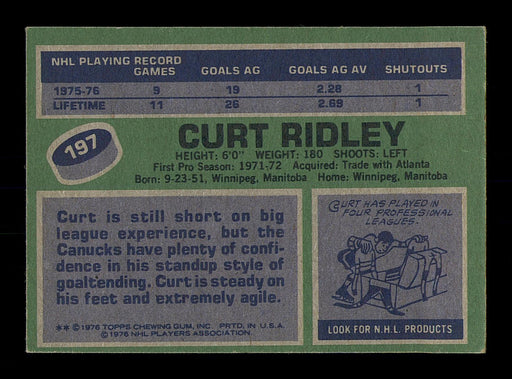 NHL PLAYING RECORD
GAMES GOALS AG GOALS AG AV SHUTOUTS
1975-76 9 19 2.28 1
LIFETIME 11 26 2.69 1
197
CURT RIDLEY
HEIGHT: 6'0" WEIGHT: 180 SHOOTS: LEFT
First Pro Season: 1971-72 Acquired: Trade with Atlanta
Born: 9-23-51, Winnipeg, Manitoba Home: Winnipeg, Manitoba
Curt is still short on big
league experience, but the
Canucks have plenty of confi-
dence in his standup style of
goaltending. Curt is steady on
his feet and extremely agile.
** © 1976 TOPPS CHEWING GUM, INC. PRTD. IN U.S.A.
© 1976 NHL PLAYERS ASSOCIATION.
CURT HAS PLAYED IN
FOUR PROFESSIONAL
LEAGUES.
LOOK FOR N.H.L. PRODUCTS